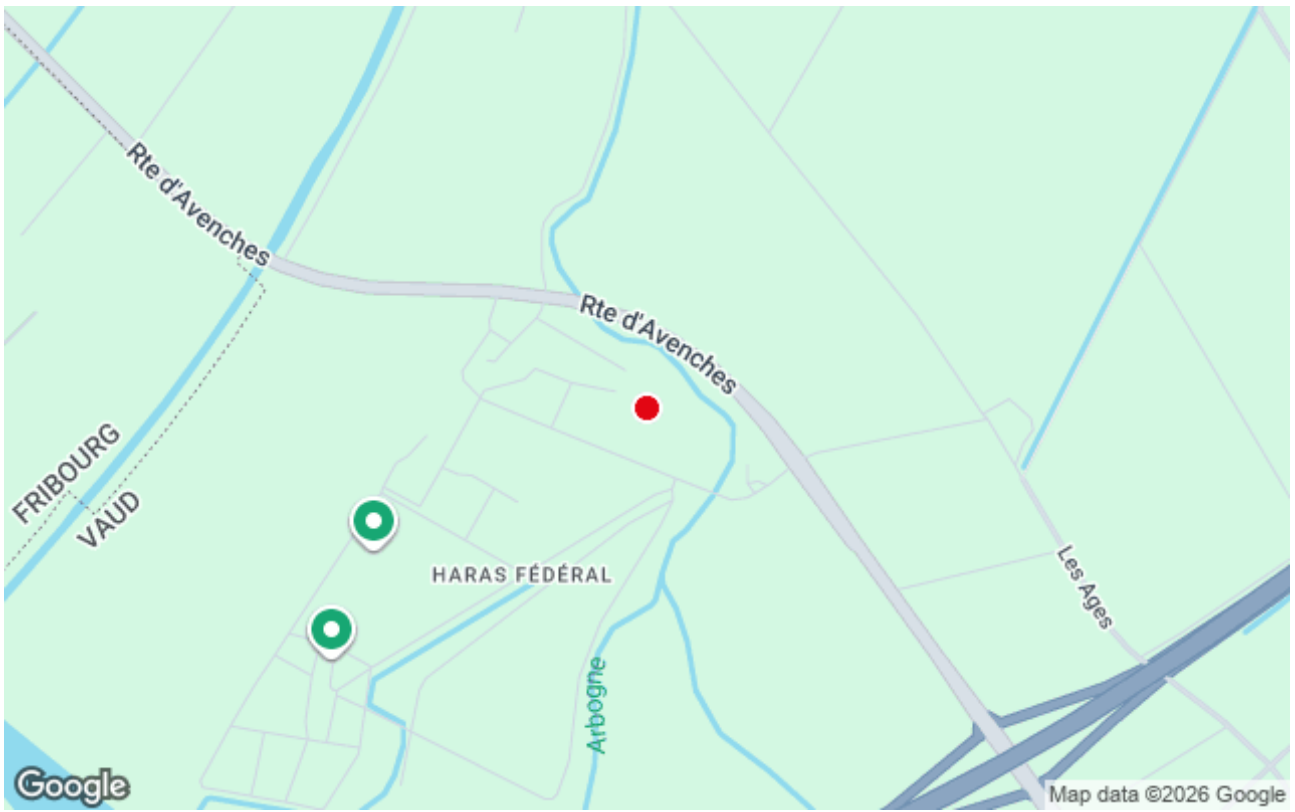 Rte d'Avenches
Rte d'Avenches
FRIBOURG
VAUD
HARAS FÉDÉRAL
Les Ages
Arbogne
Google
Map data ©2026 Google